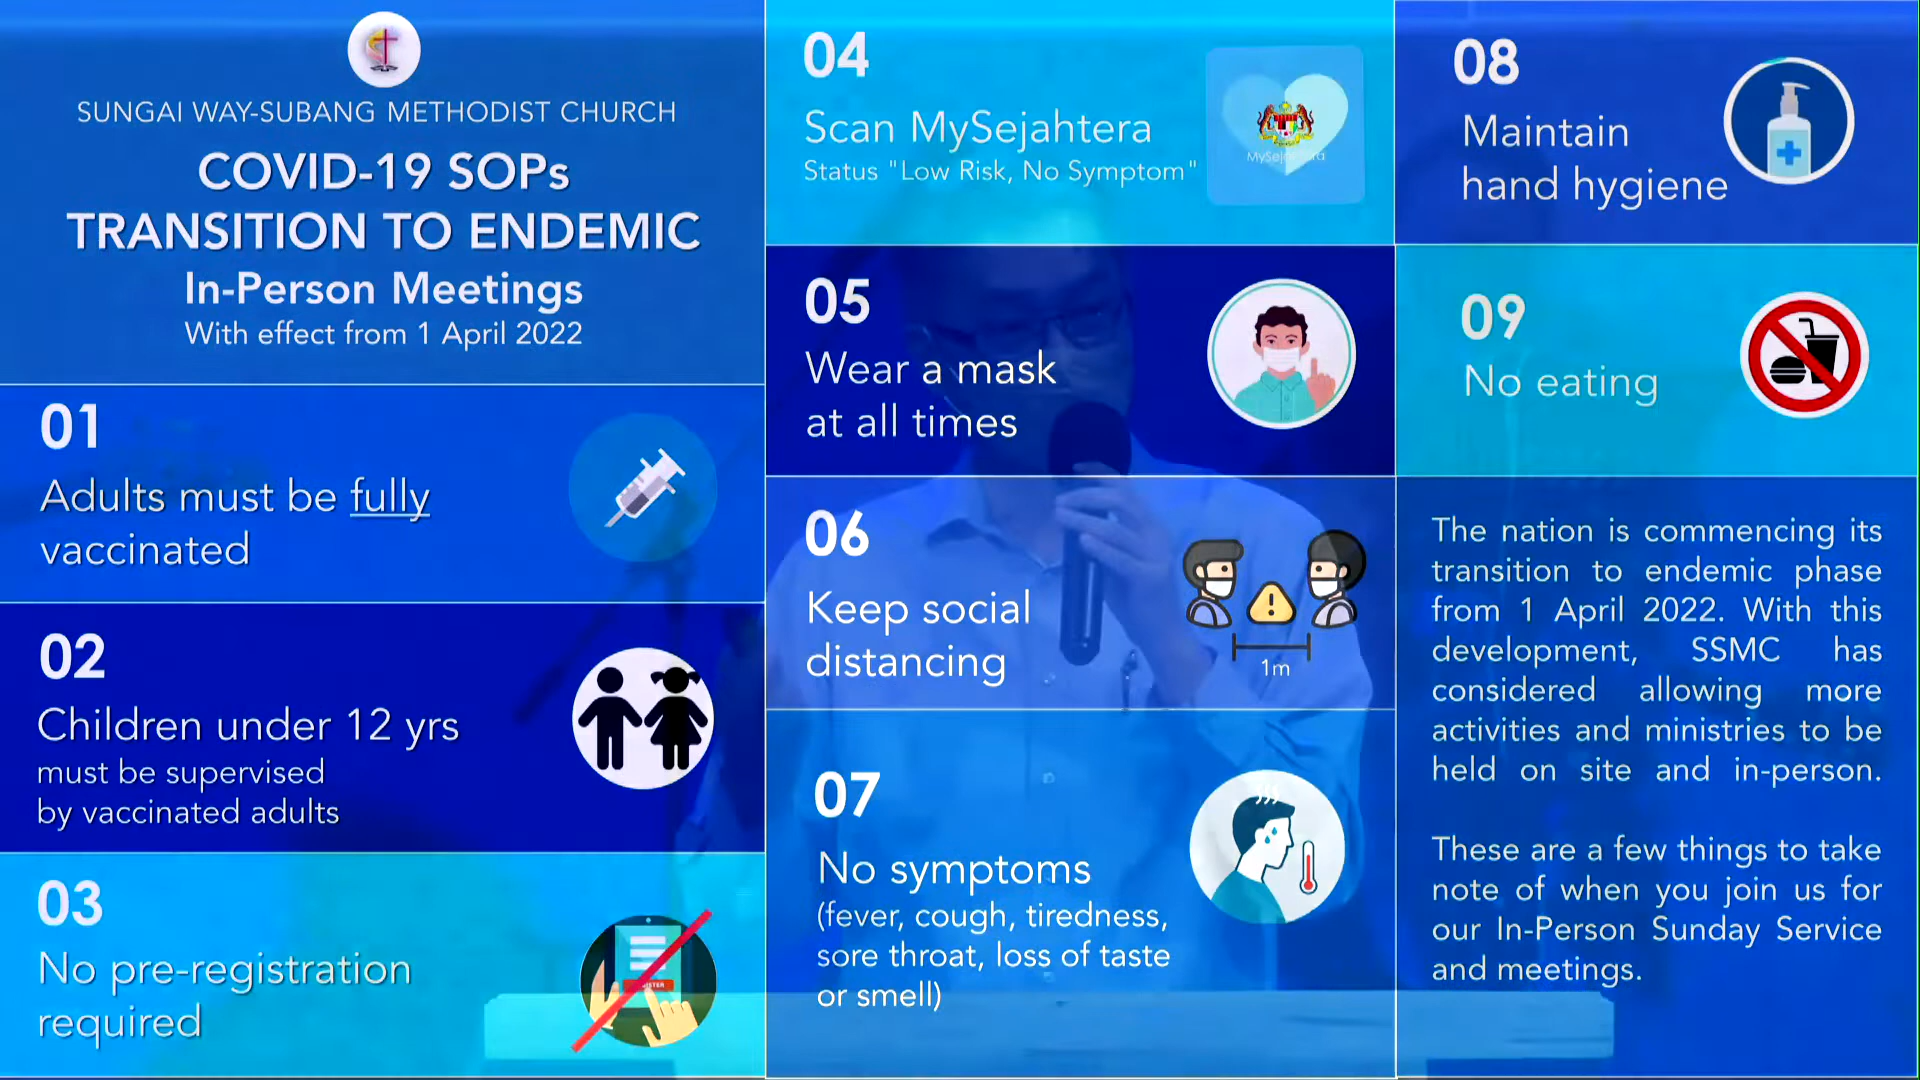 SUNGAI WAY-SUBANG METHODIST CHURCH
COVID-19 SOPs
TRANSITION TO ENDEMIC
In-Person Meetings
With effect from 1 April 2022
01
Adults must be fully
vaccinated
02
Children under 12 yrs
must be supervised
by vaccinated adults
03
No pre-registration
required
04
Scan MySejahtera
Status "Low Risk, No Symptom"
MySejahtera
05
Wear a mask
at all times
06
Keep social
distancing
1m
07
No symptoms
(fever, cough, tiredness,
sore throat, loss of taste
or smell)
08
Maintain
hand hygiene
09
No eating
The nation is commencing its
transition to endemic phase
from 1 April 2022. With this
development, SSMC has
considered allowing more
activities and ministries to be
held on site and in-person.
These are a few things to take
note of when you join us for
our In-Person Sunday Service
and meetings.